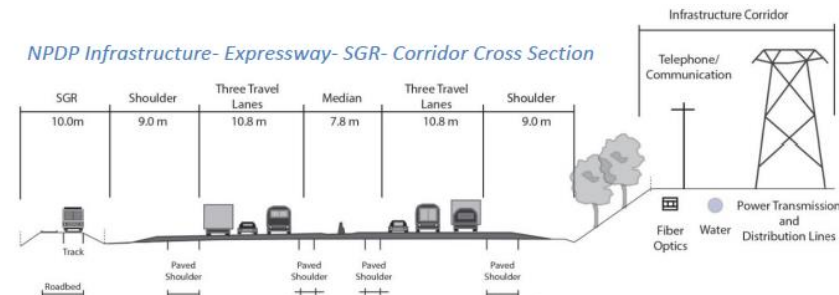 Infrastructure Corridor
NPDP Infrastructure- Expressway- SGR- Corridor Cross Section
Telephone/
Communication
SGR
Shoulder
Three Travel
Lanes
Median
Three Travel
Lanes
Shoulder
10.0m
9.0 m
10.8 m
7.8 m
10.8 m
9.0 m
Track
Roadbed
Paved
Shoulder
Paved
Shoulder
Paved
Shoulder
Paved
Shoulder
Fiber
Optics
Water
Power Transmission
and
Distribution Lines